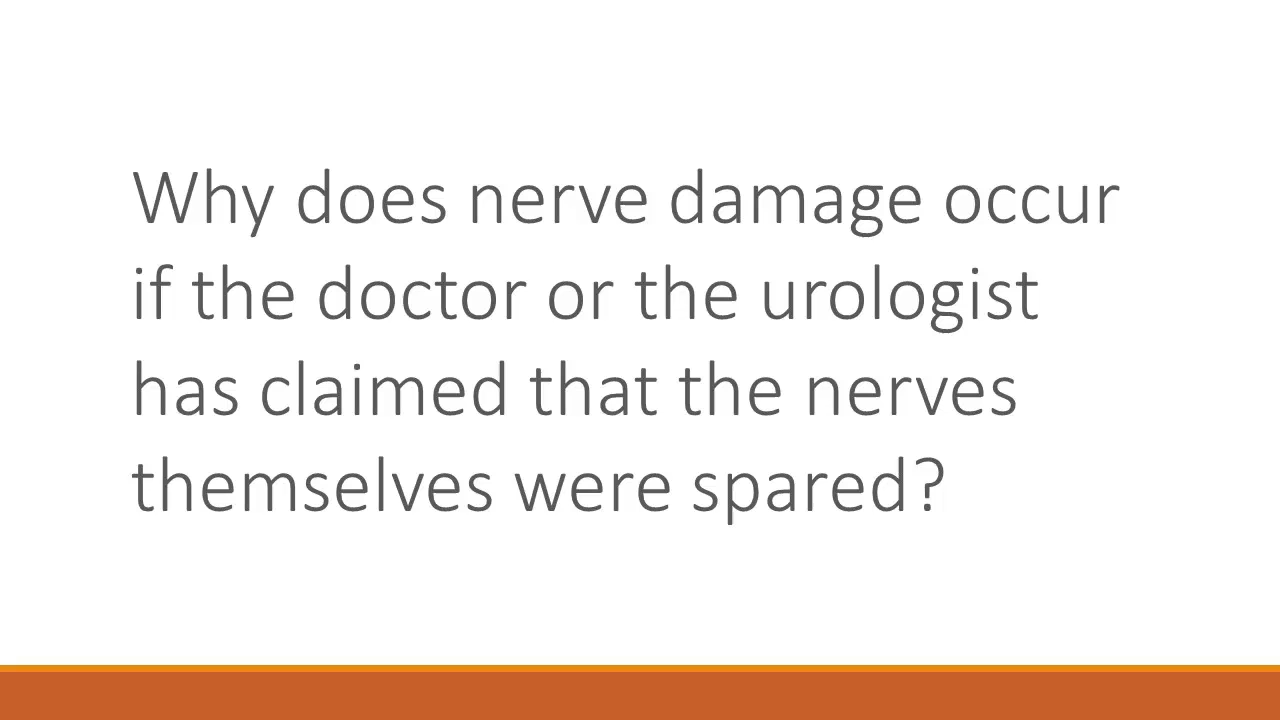 Why does nerve damage occur
if the doctor or the urologist
has claimed that the nerves
themselves were spared?